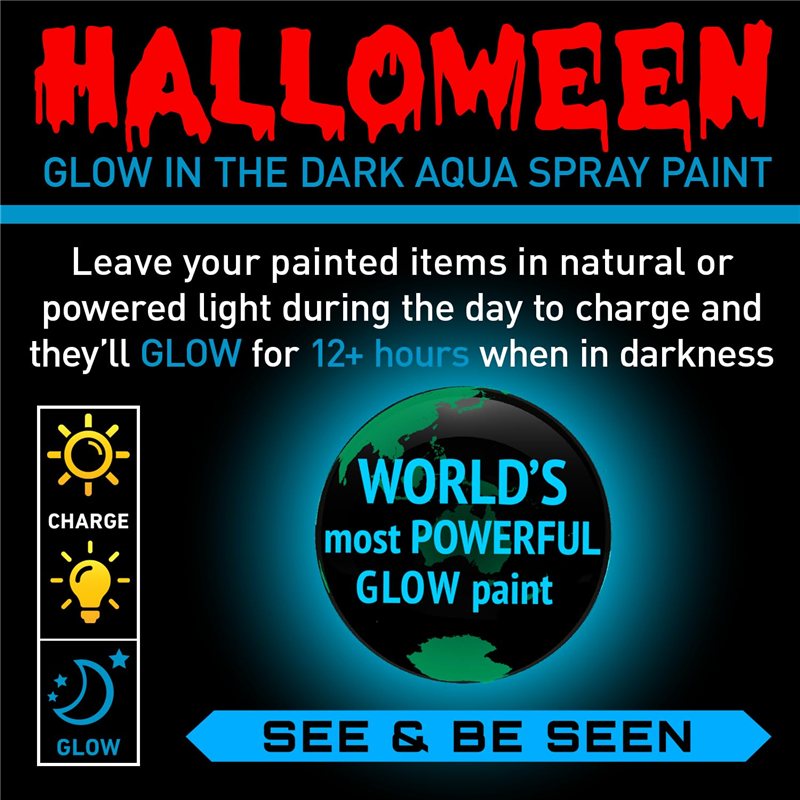 HALLOWEEN
GLOW IN THE DARK AQUA SPRAY PAINT
Leave your painted items in natural or
powered light during the day to charge and
they'll GLOW for 12+ hours when in darkness
CHARGE
GLOW
WORLD'S
most POWERFUL
GLOW paint
SEE & BE SEEN